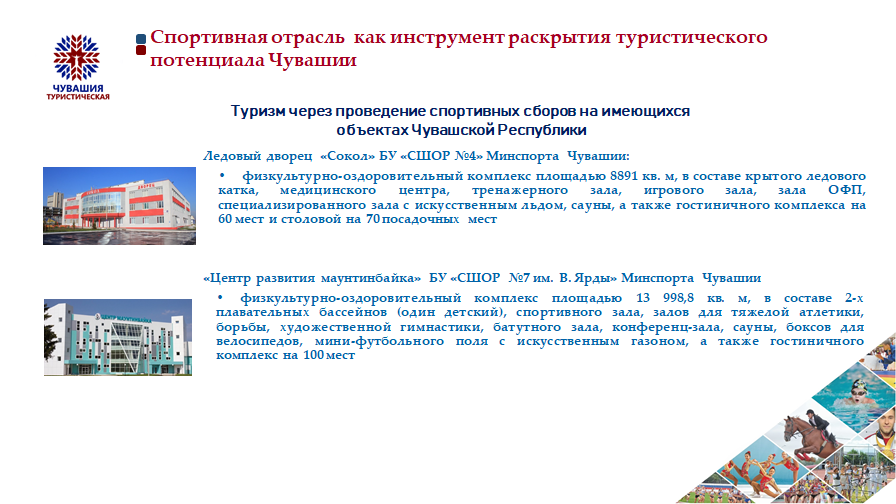 Спортивная отрасль как инструмент раскрытия туристического
потенциала Чувашии
ЧУВАШИЯ
ТУРИСТИЧЕСКАЯ
Туризм через проведение спортивных сборов на имеющихся
объектах Чувашской Республики
Ледовый дворец «Сокол» БУ «СШОР №4» Минспорта Чувашии:
• физкультурно-оздоровительный комплекс площадью 8891 кв. м, в составе крытого ледового
катка, медицинского центра, тренажерного зала, игрового зала, зала ОФП,
специализированного зала с искусственным льдом, сауны, а также гостиничного комплекса на
60 мест и столовой на 70 посадочных мест
«Центр развития маунтинбайка» БУ «СШОР №7 им. В. Ярды» Минспорта Чувашии
• физкультурно-оздоровительный комплекс площадью 13 998,8 кв. м, в составе 2-х
плавательных бассейнов (один детский), спортивного зала, залов для тяжелой атлетики,
борьбы, художественной гимнастики, батутного зала, конференц-зала, сауны, боксов для
велосипедов, мини-футбольного поля с искусственным газоном, а также гостиничного
комплекс на 100 мест
ЦЕНТР МАУНТИНБАЙКА